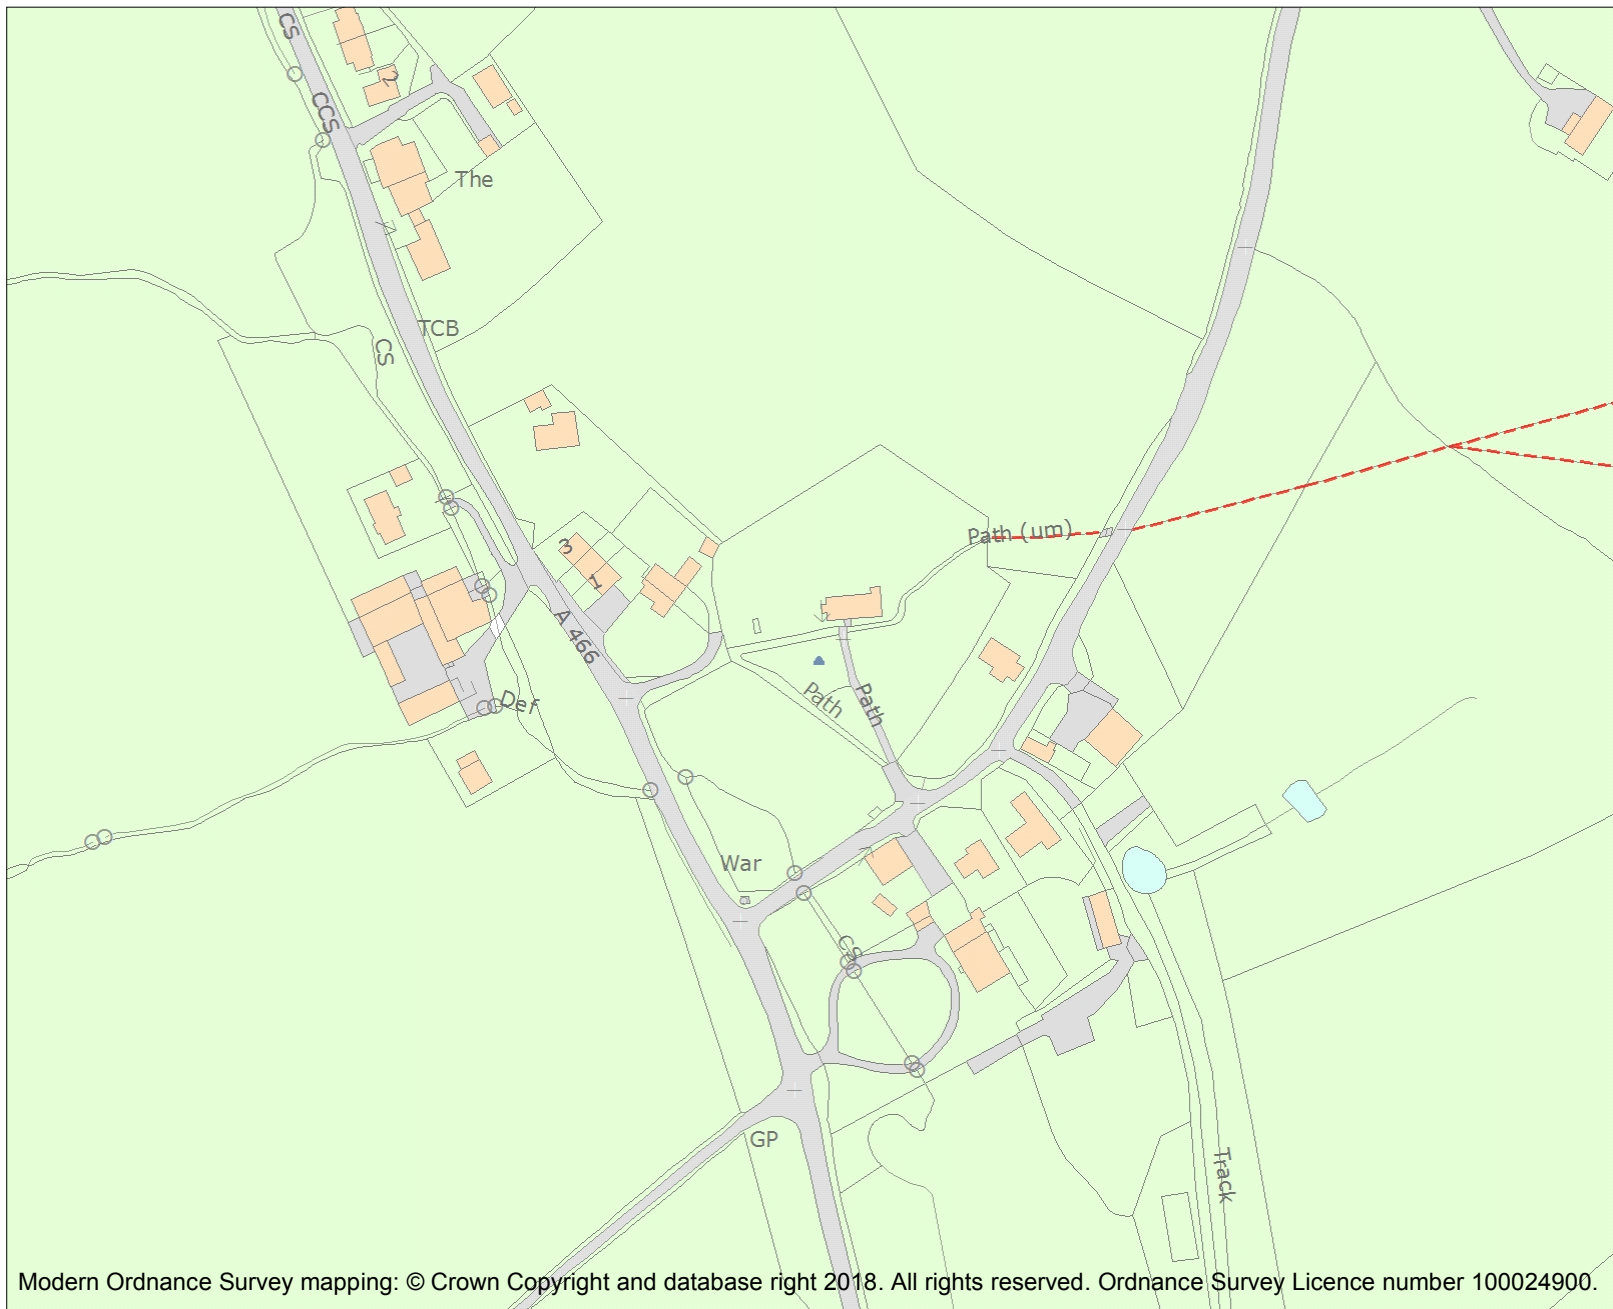 CS
2
CCS
The
TCB
CS
Path (um)
3
1
A 466
Path
Path
Def
War
CS
GP
Track
Modern Ordnance Survey mapping: © Crown Copyright and database right 2018. All rights reserved. Ordnance Survey Licence number 100024900.